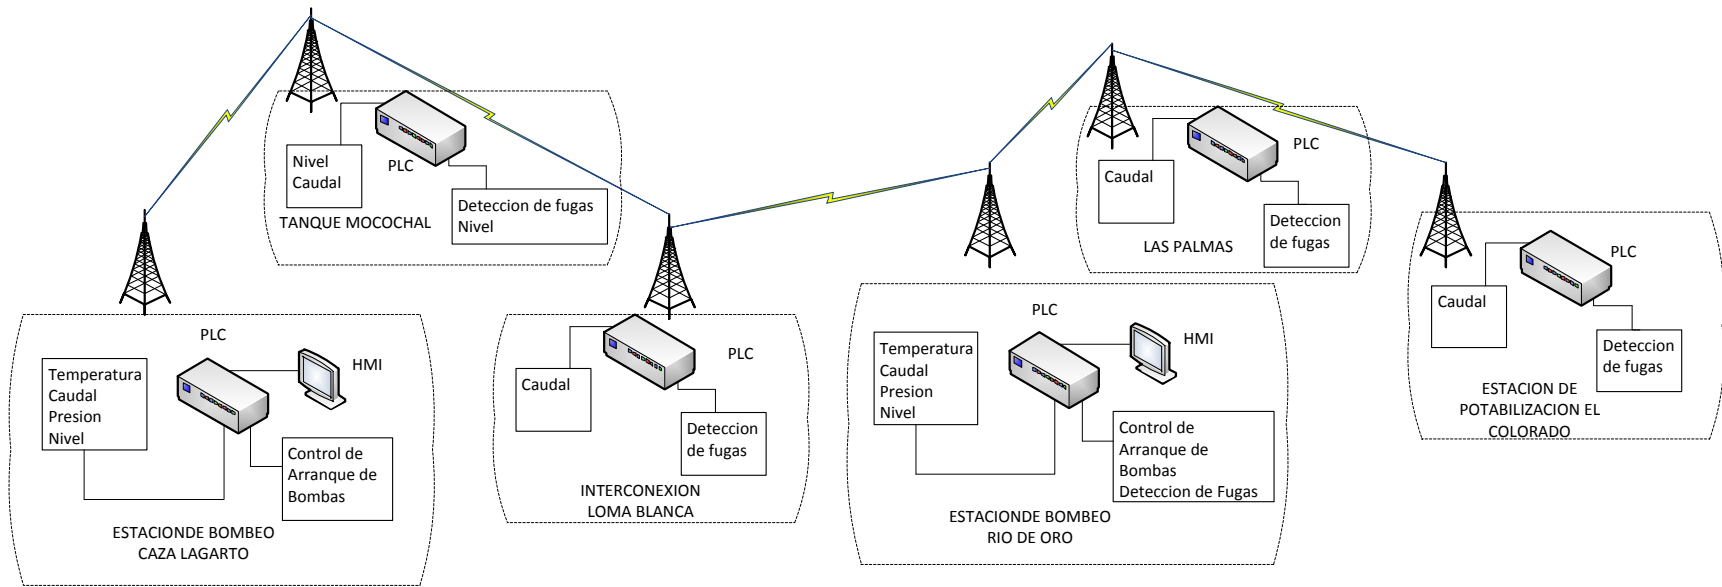 Nivel
Caudal
PLC
Deteccion de fugas
Nivel
TANQUE MOCOCHAL
Caudal
PLC
Deteccion
de fugas
LAS PALMAS
PLC
Caudal
Deteccion
de fugas
ESTACION DE
POTABILIZACION EL
COLORADO
PLC
HMI
Temperatura
Caudal
Presion
Nivel
Control de
Arranque de
Bombas
ESTACIONDE BOMBEO
CAZA LAGARTO
PLC
Caudal
Deteccion
de fugas
INTERCONEXION
LOMA BLANCA
PLC
HMI
Temperatura
Caudal
Presion
Nivel
Control de
Arranque de
Bombas
Deteccion de Fugas
ESTACIONDE BOMBEO
RIO DE ORO